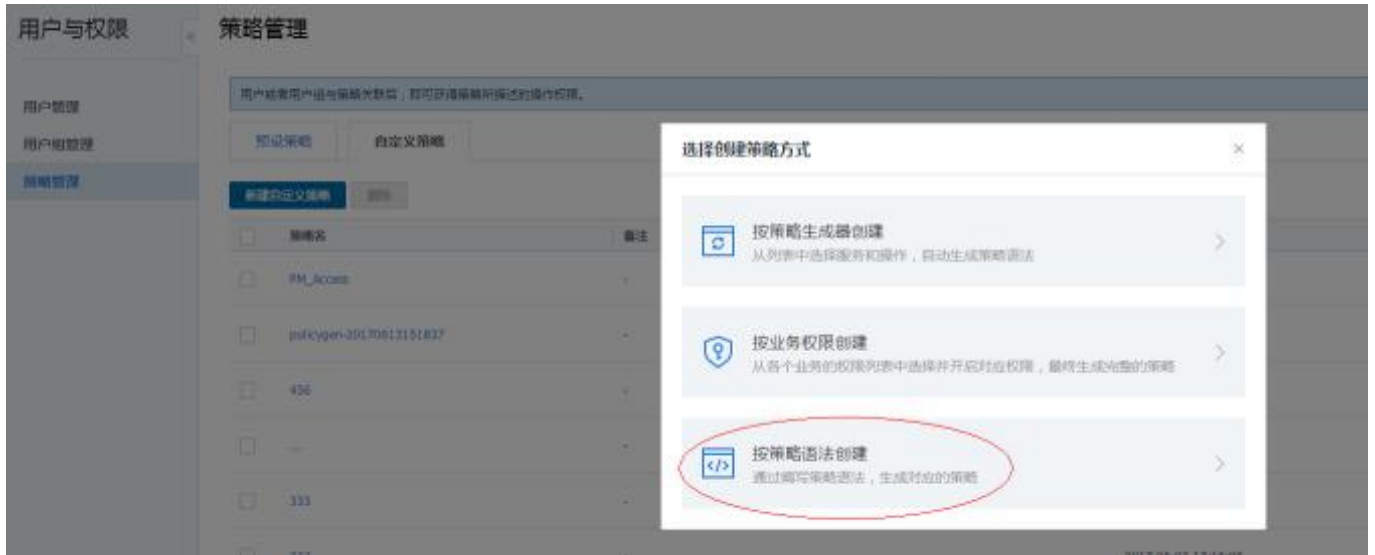 用户与权限
策略管理
用户管理
用户组管理
策略管理
用户或者用户组与策略关联后，即可获得策略所描述的操作权限。
预设策略
自定义策略
新建自定义策略
删除
策略名
备注
PM_Access
-
policygen-20170613151837
-
456
-
...
-
333
-
选择创建策略方式
×
按策略生成器创建
从列表中选择服务和操作，自动生成策略语法
按业务权限创建
从各个业务的权限列表中选择并开启对应权限，最终生成完整的策略
按策略语法创建
通过编写策略语法，生成对应的策略